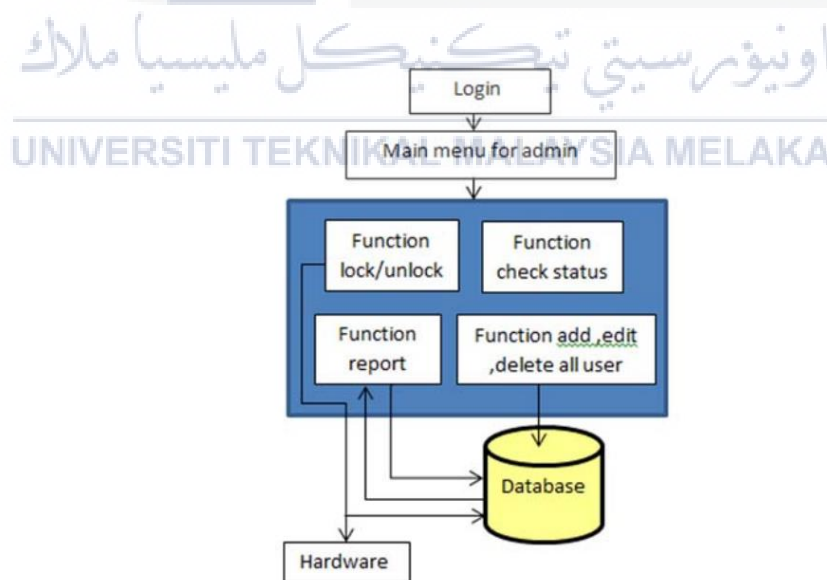 اونيۏرسيتي تيكنيكل مليسيا ملاك
Login
UNIVERSITI TEKNIKAL MALAYSIA MELAKA
Main menu for admin
Function
lock/unlock
Function
check status
Function
report
Function add ,edit
,delete all user
Database
Hardware